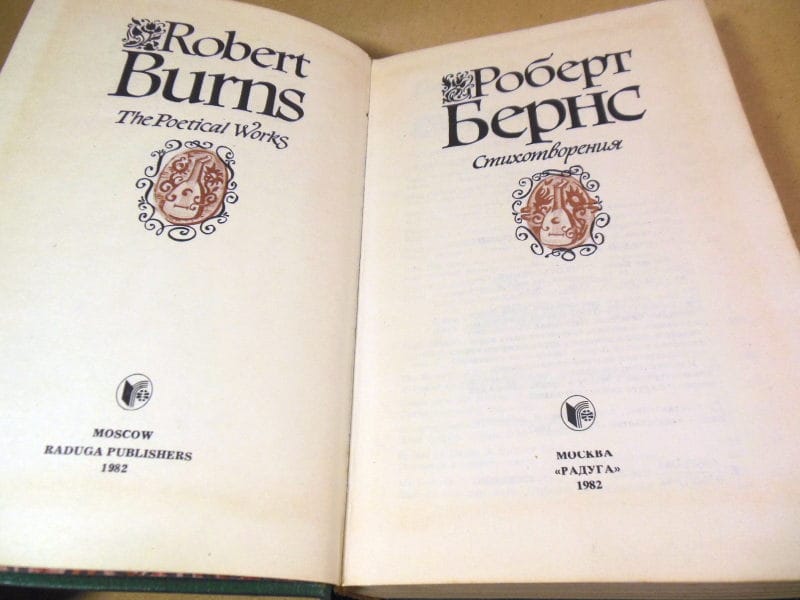 Robert
Burns
The Poetical Works
MOSCOW
RADUGA PUBLISHERS
1982
Роберт
Бернс
Стихотворения
МОСКВА
«РАДУГА»
1982